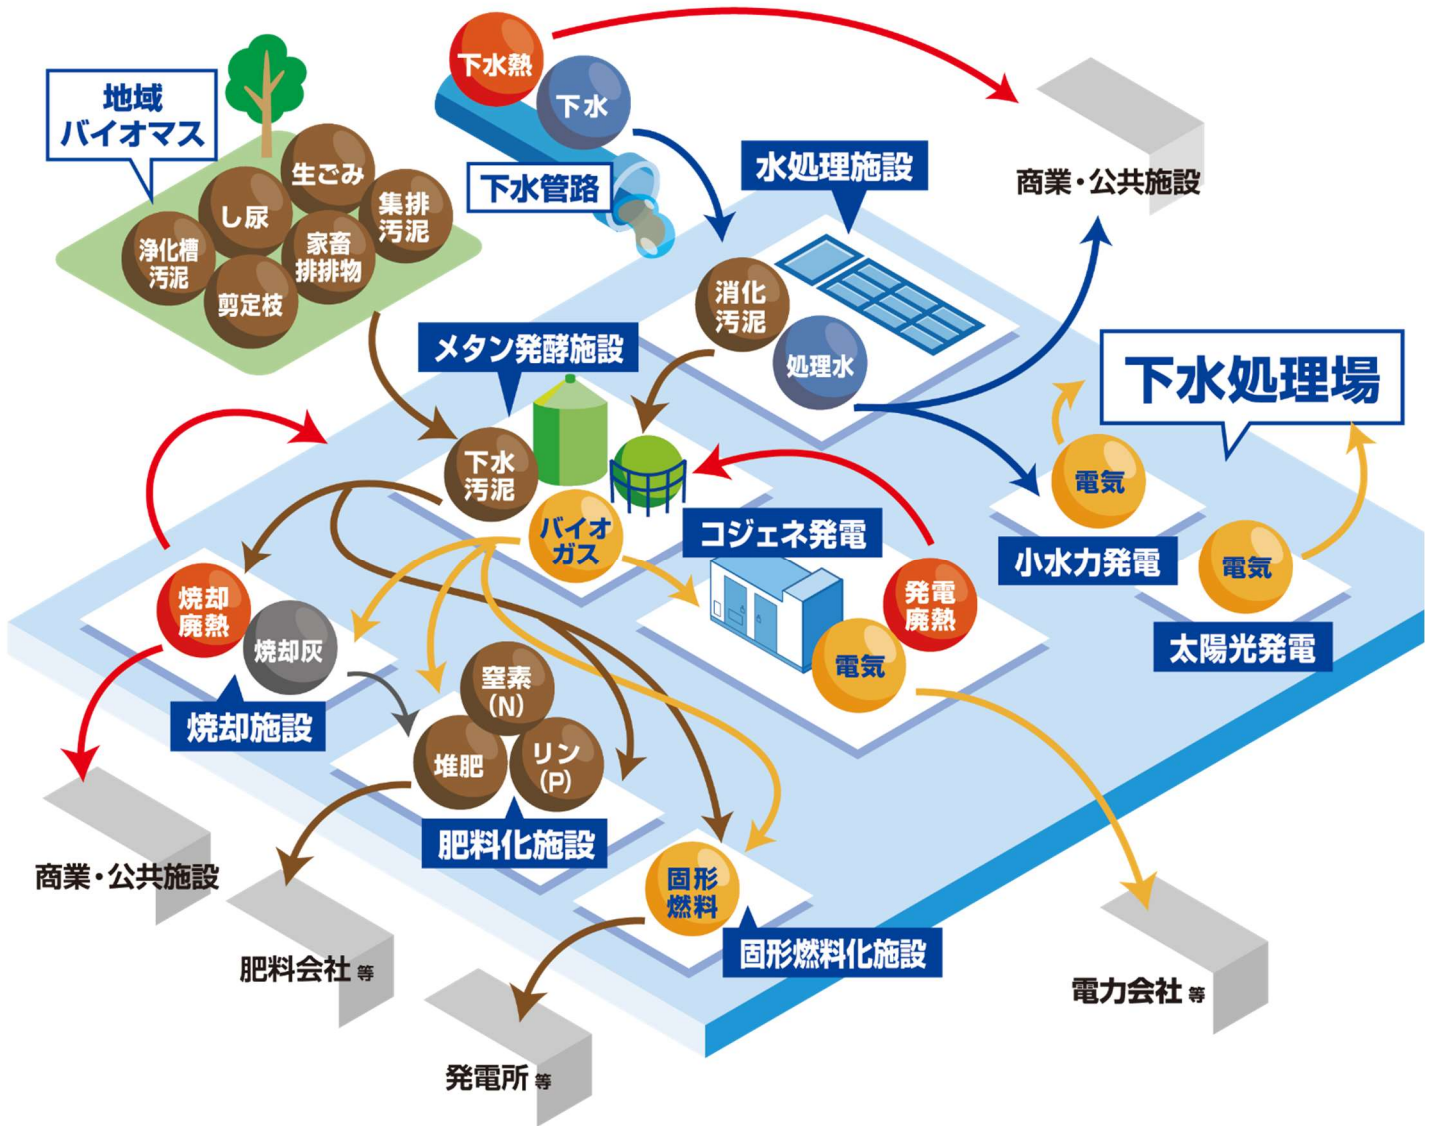 地域
バイオマス
生ごみ
し尿
集排
汚泥
浄化槽
汚泥
家畜
排排物
剪定枝
下水熱
下水
下水管路
水処理施設
商業・公共施設
消化
汚泥
処理水
メタン発酵施設
下水処理場
下水
汚泥
バイオ
ガス
コジェネ発電
電気
小水力発電
電気
太陽光発電
発電
廃熱
電気
焼却
廃熱
焼却灰
焼却施設
窒素
(N)
堆肥
リン
(P)
肥料化施設
固形
燃料
固形燃料化施設
商業・公共施設
肥料会社 等
発電所 等
電力会社 等